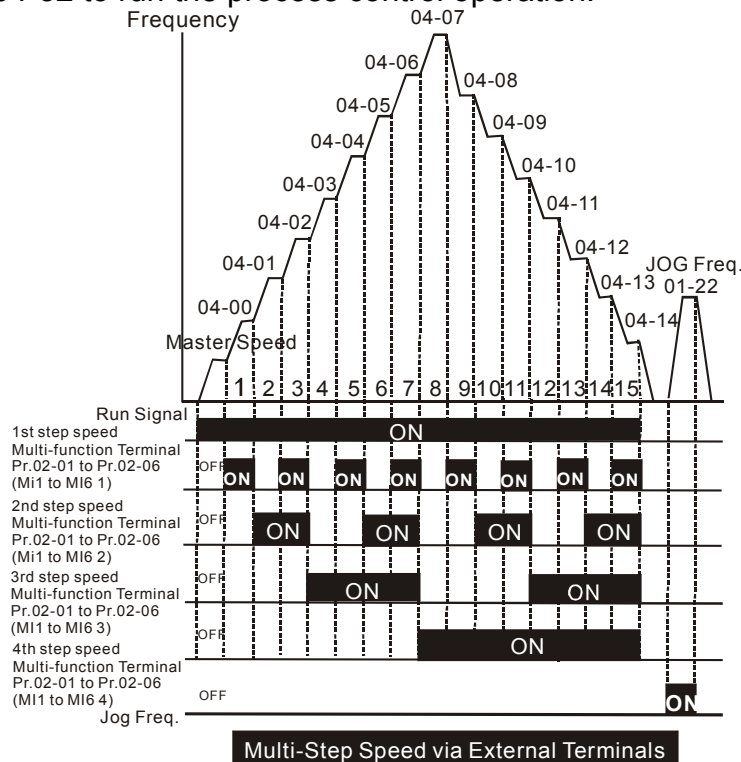 Frequency
04-07
04-06
04-08
04-05
04-09
04-04
04-10
04-03
04-11
04-02
04-12
04-01
JOG Freq.
04-13
01-22
04-00
04-14
Master Speed
1 2 3 4 5 6 7 8 9 10 11 12 13 14 15
Run Signal
ON
1st step speed
Multi-function Terminal
Pr.02-01 to Pr.02-06
(Mi1 to MI6 1)
OFF
ON ON ON ON ON ON ON ON
2nd step speed
Multi-function Terminal
Pr.02-01 to Pr.02-06
(Mi1 to MI6 2)
OFF
ON ON ON ON
3rd step speed
Multi-function Terminal
Pr.02-01 to Pr.02-06
(MI1 to MI6 3)
OFF
ON ON
4th step speed
Multi-function Terminal
Pr.02-01 to Pr.02-06
(MI1 to MI6 4)
OFF
ON
Jog Freq.
OFF
ON
Multi-Step Speed via External Terminals